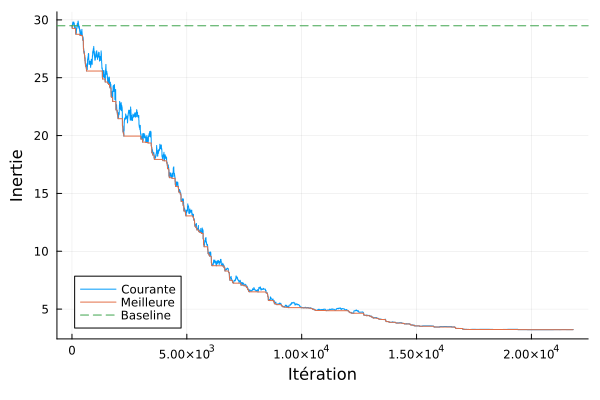 30
25
20
15
10
5
Inertie
Courante
Meilleure
Baseline
0 5.00×10³ 1.00×10⁴ 1.50×10⁴ 2.00×10⁴
Itération